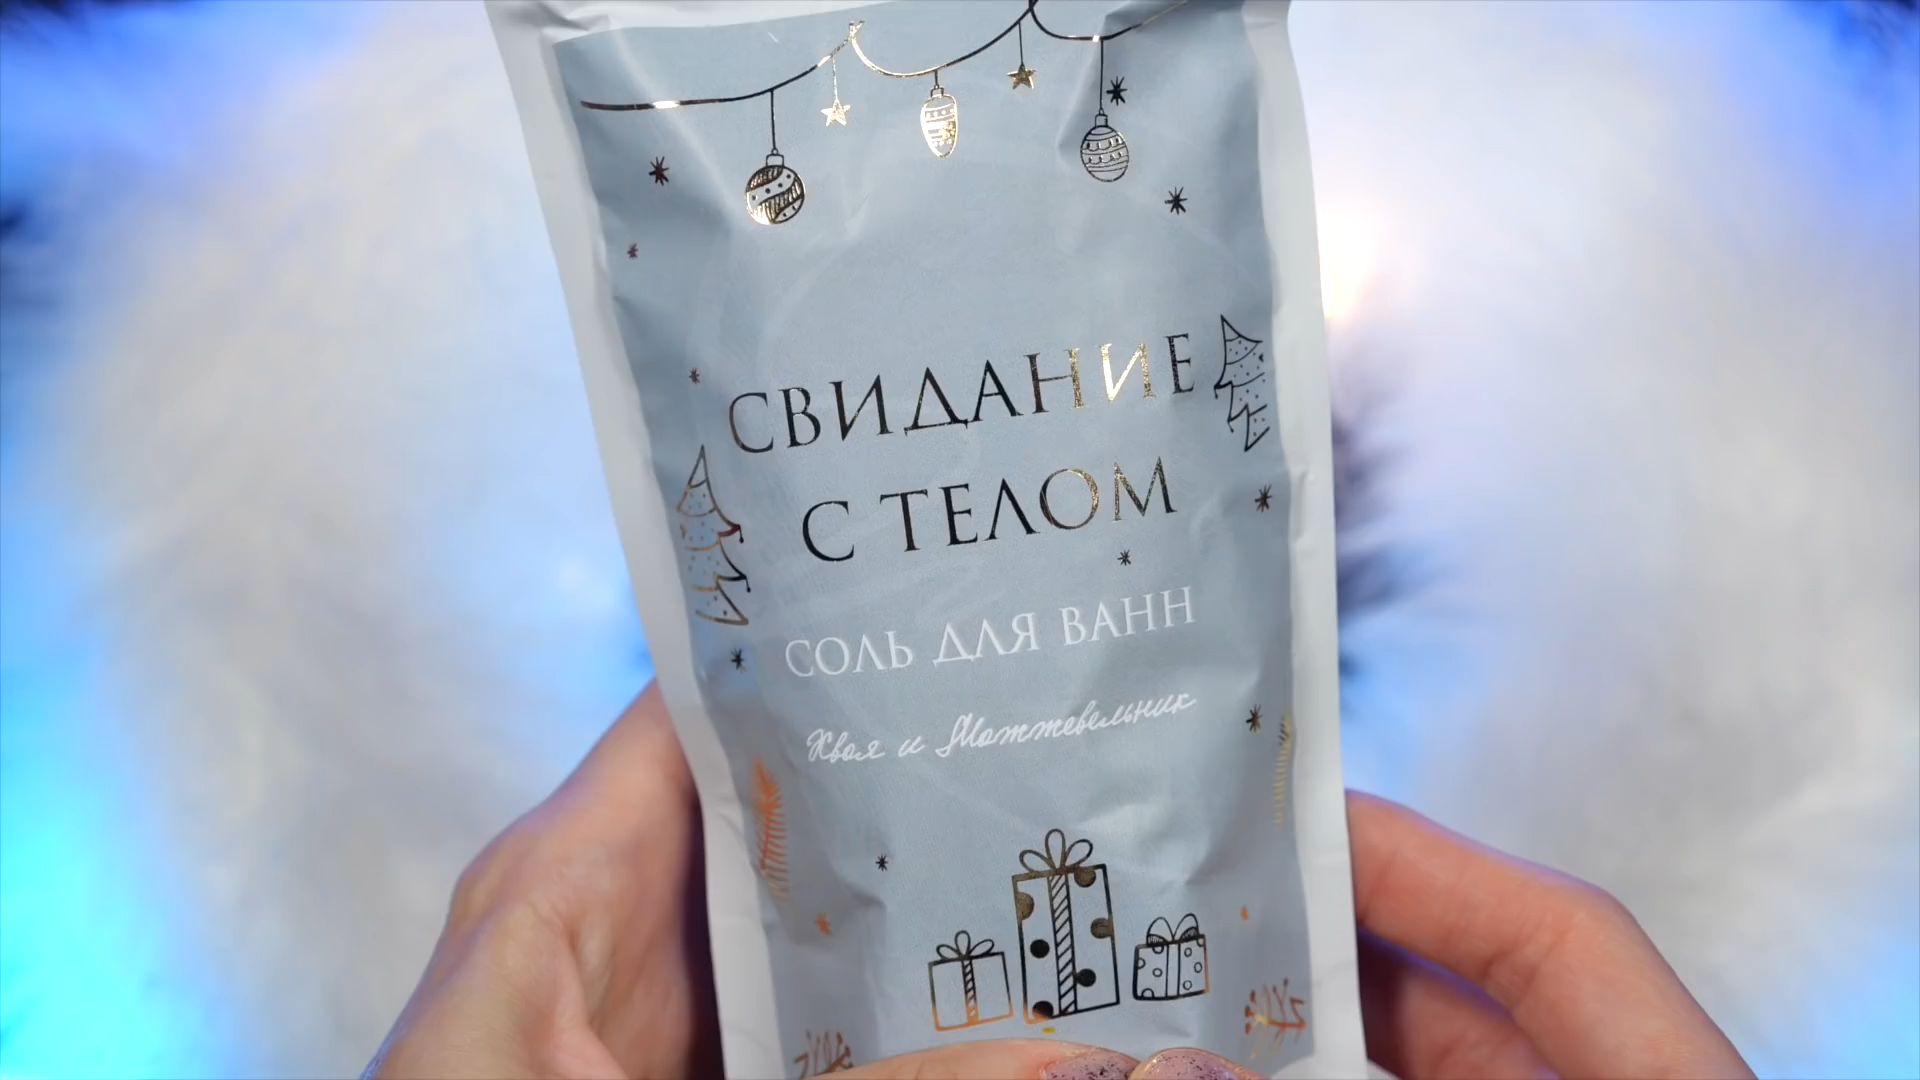 СВИДАНИЕ
С ТЕЛОМ
СОЛЬ ДЛЯ ВАНН
Хвоя и Можжевельник